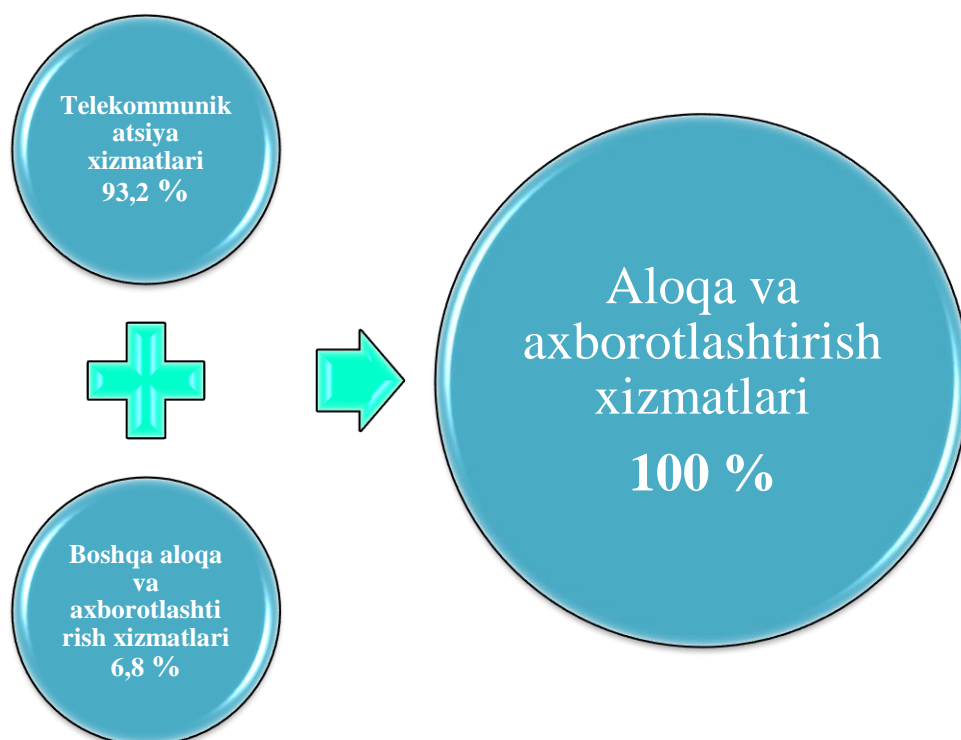 Telekommunik
atsiya
xizmatlari
93,2 %
Boshqa aloqa
va
axborotlashti
rish xizmatlari
6,8 %
Aloqa va
axborotlashtirish
xizmatlari
100 %